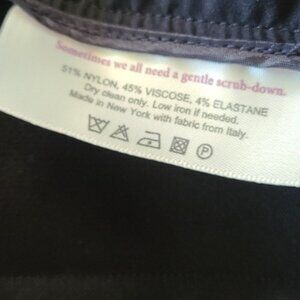 Sometimes we all need a gentle scrub-down.
51% NYLON, 45% VISCOSE, 4% ELASTANE
Dry clean only. Low iron if needed.
Made in New York with fabric from Italy.
P